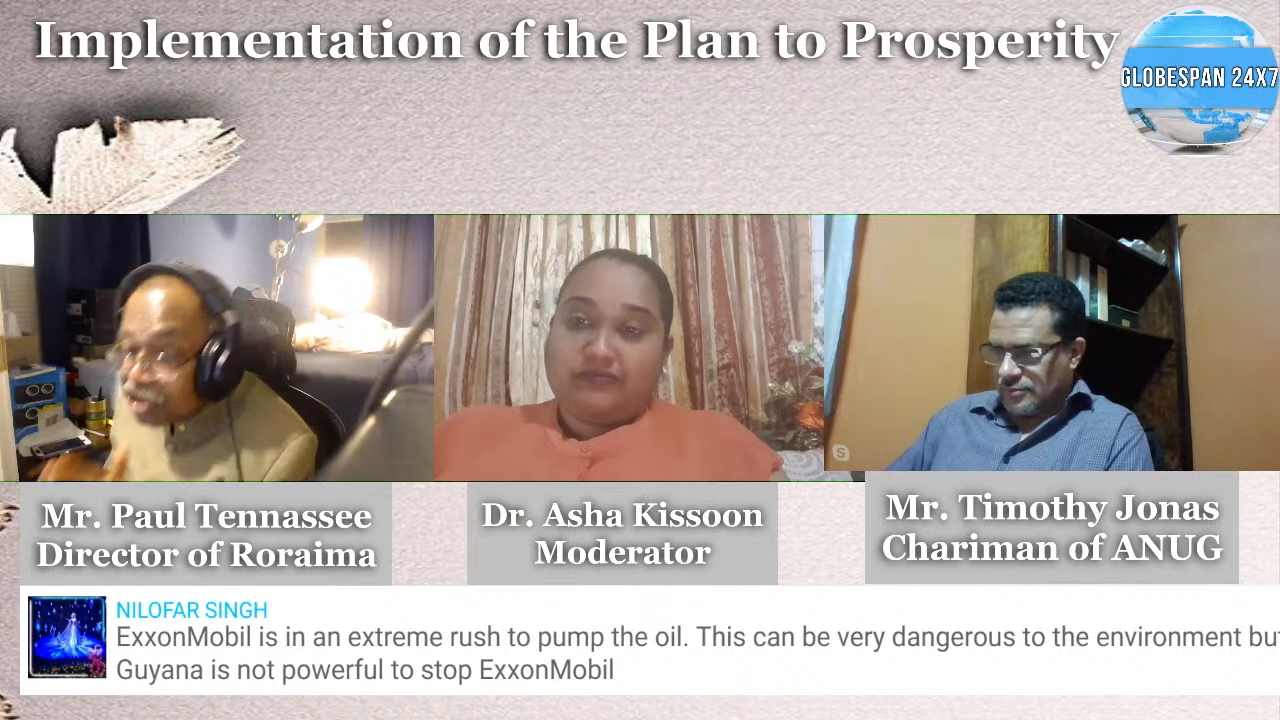 Implementation of the Plan to Prosperity
GLOBESPAN 24X7
Mr. Paul Tennassee
Director of Roraima
Dr. Asha Kissoon
Moderator
Mr. Timothy Jonas
Chariman of ANUG
NILOFAR SINGH
ExxonMobil is in an extreme rush to pump the oil. This can be very dangerous to the environment but
Guyana is not powerful to stop ExxonMobil